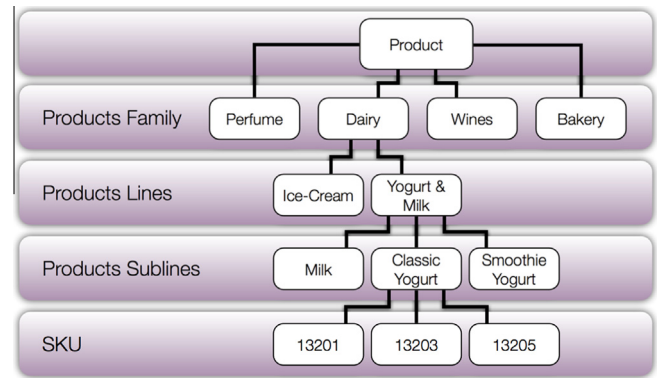 Product
Products Family
Perfume
Dairy
Wines
Bakery
Products Lines
Ice-Cream
Yogurt &
Milk
Products Sublines
Milk
Classic
Yogurt
Smoothie
Yogurt
SKU
13201
13203
13205